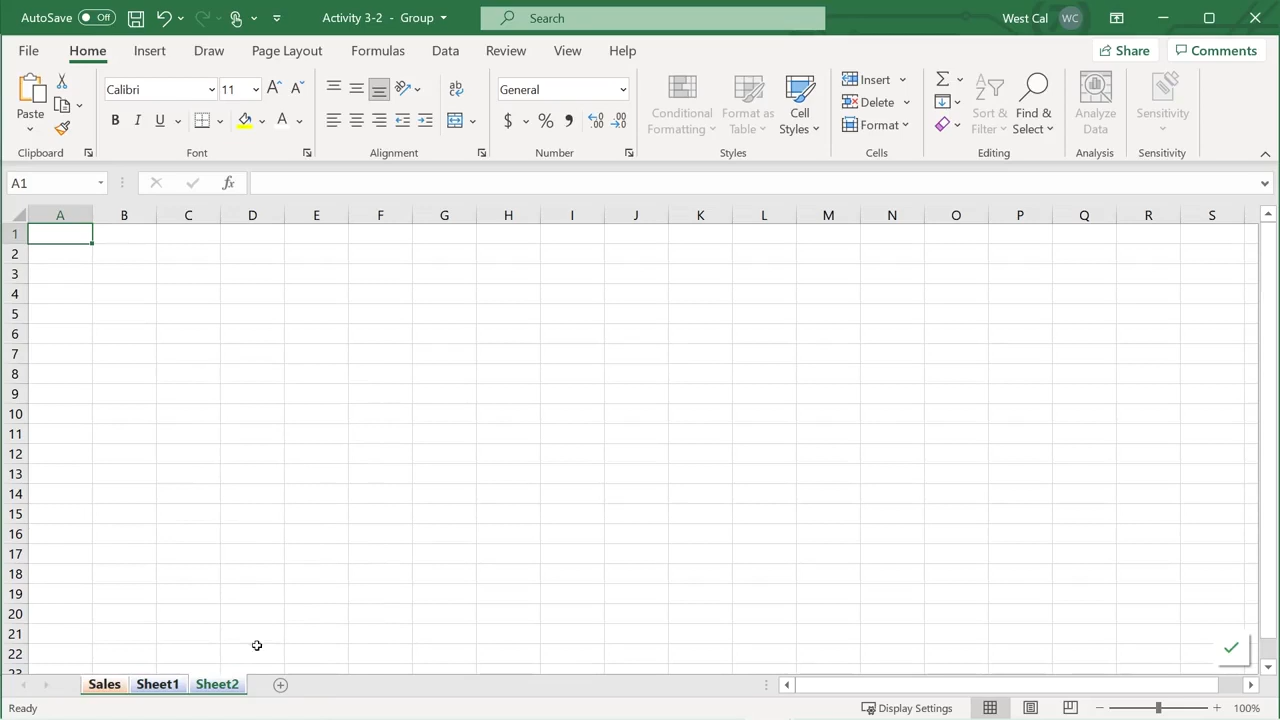 AutoSave Off Activity 3-2 - Group Search West Cal WC
File Home Insert Draw Page Layout Formulas Data Review View Help Share Comments
Paste
Calibri 11
B I U A
ab
General
$ % 9
Conditional Formatting
Format as Table
Cell Styles
Insert
Delete
Format
Sort & Filter
Find & Select
Analyze Data
Sensitivity
Clipboard Font Alignment Number Styles Cells Editing Analysis Sensitivity
A1 fx
A B C D E F G H I J K L M N O P Q R S
1
2
3
4
5
6
7
8
9
10
11
12
13
14
15
16
17
18
19
20
21
22
23
Sales Sheet1 Sheet2
Ready Display Settings 100%